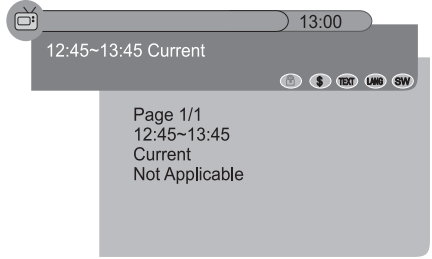 13:00
12:45~13:45 Current
$ TEXT LANG SW
Page 1/1
12:45~13:45
Current
Not Applicable